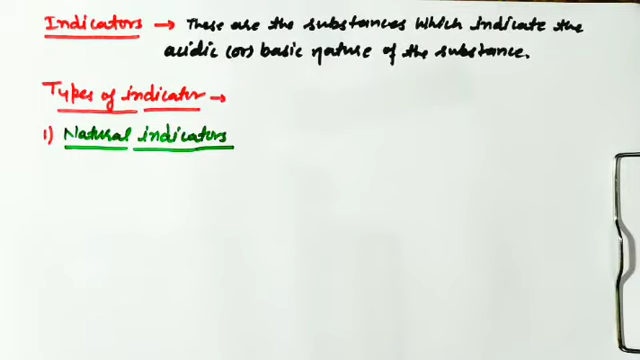 Indicators → These are the substances which indicate the
acidic (or) basic nature of the substance.
Types of indicator →
1) Natural indicators